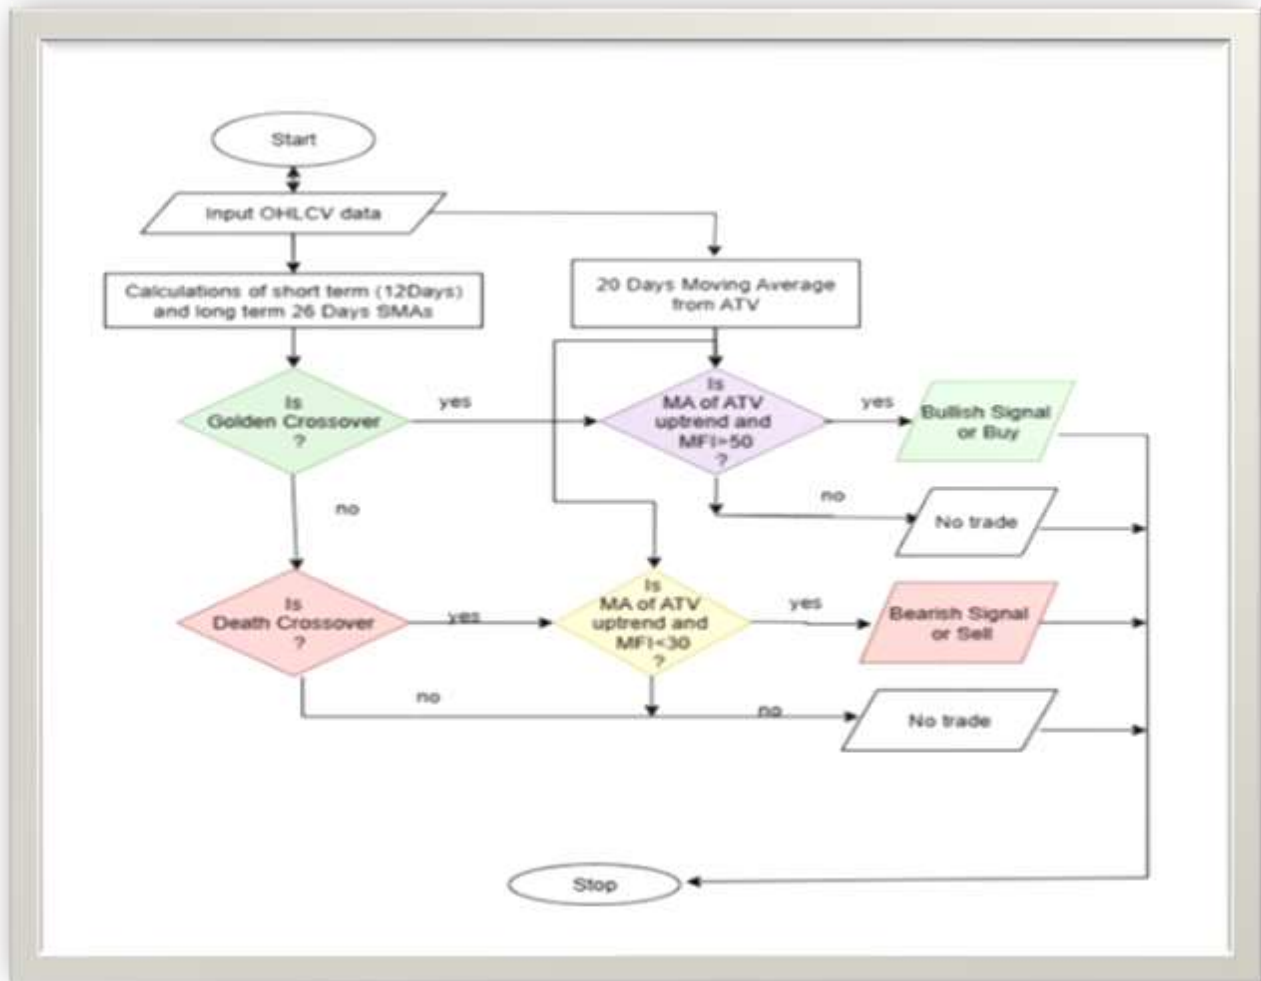 Start
Input OHLCV data
Calculations of short term (12Days)
and long term 26 Days SMAs
20 Days Moving Average
from ATV
Is
Golden Crossover
?
yes
Is
MA of ATV
uptrend and
MFI>50
?
yes
Bullish Signal
or Buy
no
no
No trade
Is
Death Crossover
?
yes
Is
MA of ATV
uptrend and
MFI<30
?
yes
Bearish Signal
or Sell
no
no
No trade
Stop